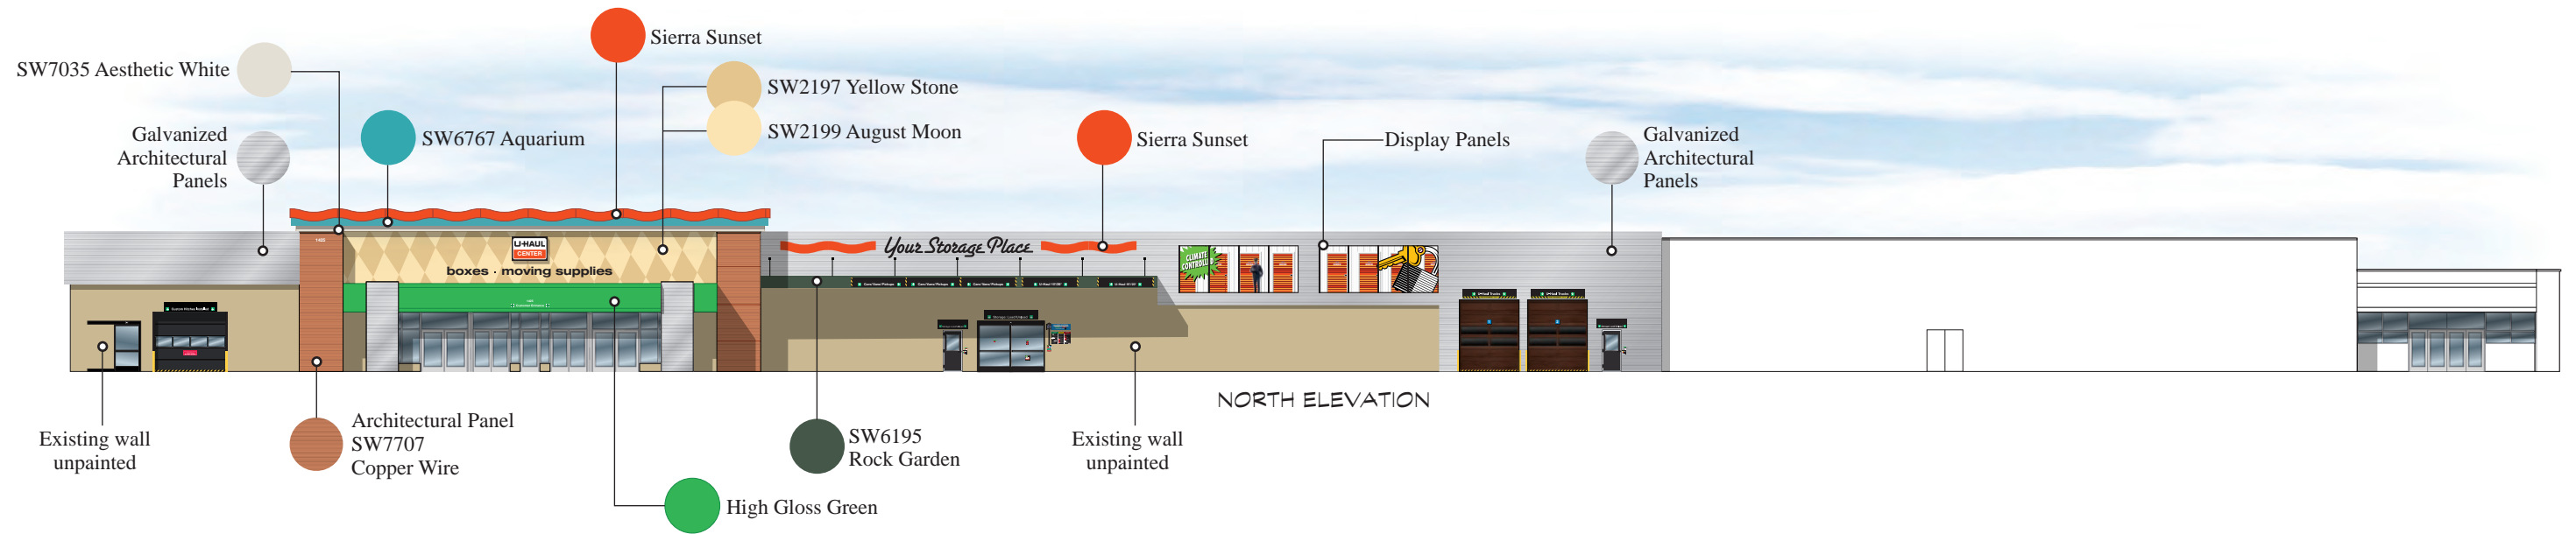 Sierra Sunset
SW7035 Aesthetic White
SW2197 Yellow Stone
SW2199 August Moon
Galvanized
Architectural
Panels
SW6767 Aquarium
Sierra Sunset
Display Panels
Galvanized
Architectural
Panels
U-HAUL
CENTER
boxes · moving supplies
Your Storage Place
CLIMATE
CONTROLLED
NORTH ELEVATION
Existing wall
unpainted
Architectural Panel
SW7707
Copper Wire
SW6195
Rock Garden
Existing wall
unpainted
High Gloss Green